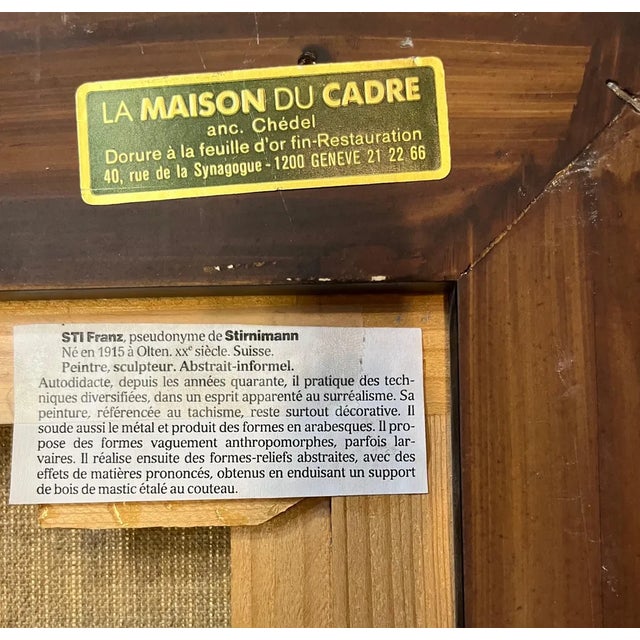 LA MAISON DU CADRE
anc. Chédel
Dorure à la feuille d'or fin-Restauration
40, rue de la Synagogue - 1200 GENEVE 21 22 66
STI Franz, pseudonyme de Stirnimann
Né en 1915 à Olten. XXe siècle. Suisse.
Peintre, sculpteur. Abstrait-informel.
Autodidacte, depuis les années quarante, il pratique des tech-
niques diversifiées, dans un esprit apparenté au surréalisme. Sa
peinture, référencée au tachisme, reste surtout décorative. Il
soude aussi le métal et produit des formes en arabesques. Il pro-
pose des formes vaguement anthropomorphes, parfois lar-
vaires. Il réalise ensuite des formes-reliefs abstraites, avec des
effets de matières prononcés, obtenus en enduisant un support
de bois de mastic étalé au couteau.